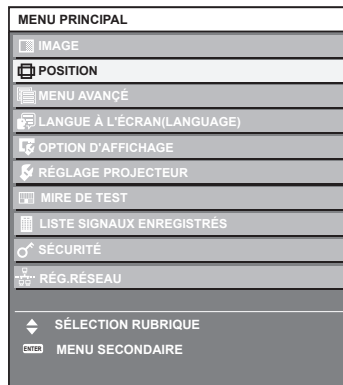 MENU PRINCIPAL
IMAGE
POSITION
MENU AVANÇÉ
LANGUE À L'ÉCRAN(LANGUAGE)
OPTION D'AFFICHAGE
RÉGLAGE PROJECTEUR
MIRE DE TEST
LISTE SIGNAUX ENREGISTRÉS
SÉCURITÉ
RÉG.RÉSEAU
SÉLECTION RUBRIQUE
ENTER MENU SECONDAIRE